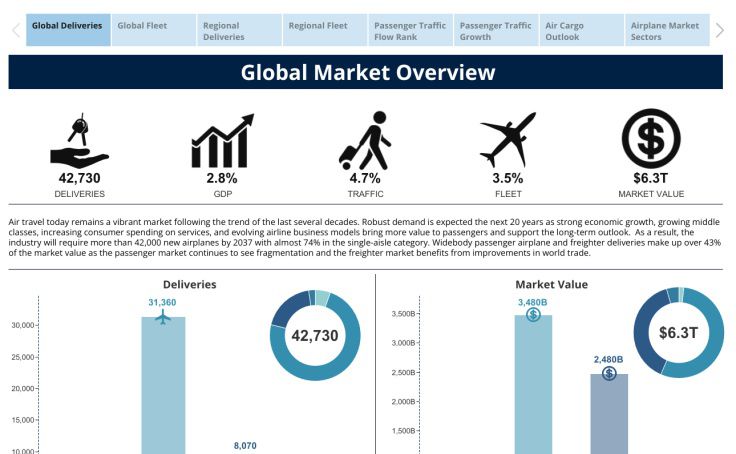 Global Deliveries
Global Fleet
Regional
Deliveries
Regional Fleet
Passenger Traffic
Flow Rank
Passenger Traffic
Growth
Air Cargo
Outlook
Airplane Market
Sectors
Global Market Overview
42,730
DELIVERIES
2.8%
GDP
4.7%
TRAFFIC
3.5%
FLEET
$6.3T
MARKET VALUE
Air travel today remains a vibrant market following the trend of the last several decades. Robust demand is expected the next 20 years as strong economic growth, growing middle
classes, increasing consumer spending on services, and evolving airline business models bring more value to passengers and support the long-term outlook. As a result, the
industry will require more than 42,000 new airplanes by 2037 with almost 74% in the single-aisle category. Widebody passenger airplane and freighter deliveries make up over 43%
of the market value as the passenger market continues to see fragmentation and the freighter market benefits from improvements in world trade.
Deliveries
31,360
42,730
30,000
25,000
20,000
15,000
10,000
8,070
Market Value
3,480B
$6.3T
2,480B
3,500B
3,000B
2,500B
2,000B
1,500B